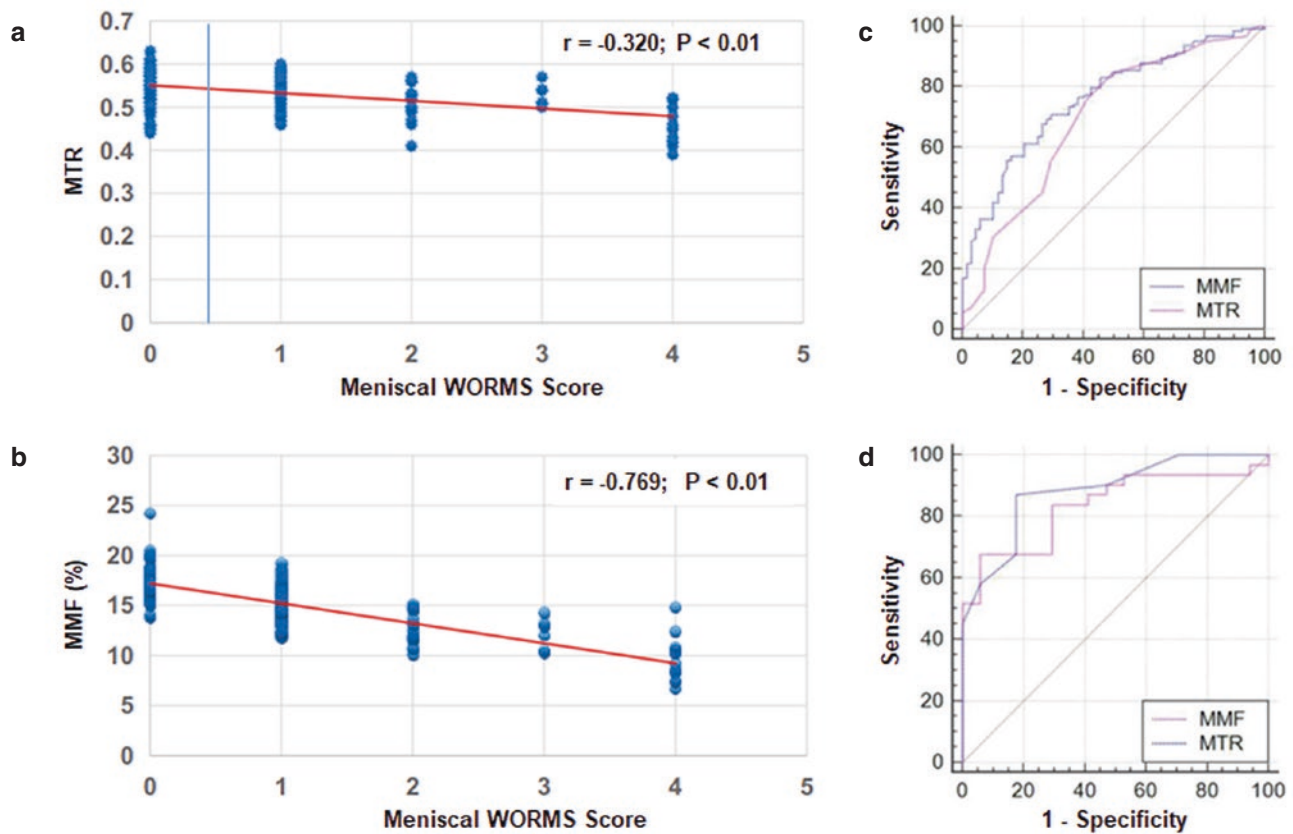 a
0.7
0.6
0.5
0.4
0.3
0.2
0.1
0
MTR
r = -0.320; P < 0.01
0 1 2 3 4 5
Meniscal WORMS Score
b
30
25
20
15
10
5
0
MMF (%)
r = -0.769; P < 0.01
0 1 2 3 4 5
Meniscal WORMS Score
c
100
80
60
40
20
0
Sensitivity
MMF
MTR
0 20 40 60 80 100
1 - Specificity
d
100
80
60
40
20
0
Sensitivity
MMF
MTR
0 20 40 60 80 100
1 - Specificity